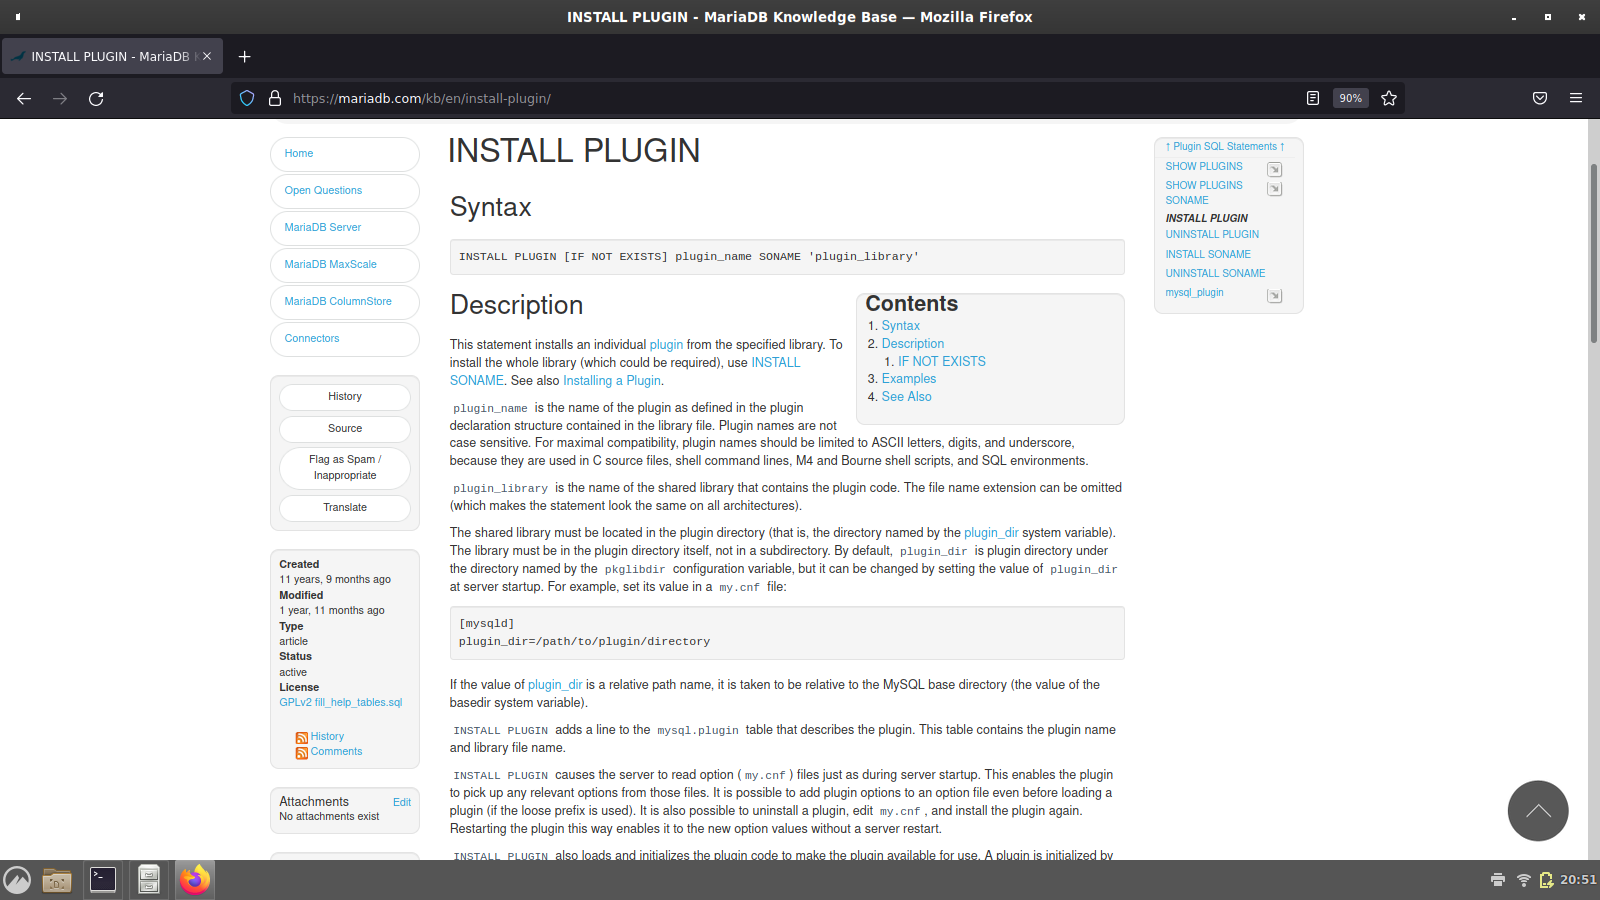 INSTALL PLUGIN - MariaDB Knowledge Base — Mozilla Firefox
INSTALL PLUGIN - MariaDB K
https://mariadb.com/kb/en/install-plugin/
90%
Home
Open Questions
MariaDB Server
MariaDB MaxScale
MariaDB ColumnStore
Connectors
History
Source
Flag as Spam /
Inappropriate
Translate
Created
11 years, 9 months ago
Modified
1 year, 11 months ago
Type
article
Status
active
License
GPLv2 fill_help_tables.sql
History
Comments
Attachments
Edit
No attachments exist
INSTALL PLUGIN
Syntax
INSTALL PLUGIN [IF NOT EXISTS] plugin_name SONAME 'plugin_library'
Description
Contents
1. Syntax
2. Description
1. IF NOT EXISTS
3. Examples
4. See Also
This statement installs an individual plugin from the specified library. To
install the whole library (which could be required), use INSTALL
SONAME. See also Installing a Plugin.
plugin_name is the name of the plugin as defined in the plugin
declaration structure contained in the library file. Plugin names are not
case sensitive. For maximal compatibility, plugin names should be limited to ASCII letters, digits, and underscore,
because they are used in C source files, shell command lines, M4 and Bourne shell scripts, and SQL environments.
plugin_library is the name of the shared library that contains the plugin code. The file name extension can be omitted
(which makes the statement look the same on all architectures).
The shared library must be located in the plugin directory (that is, the directory named by the plugin_dir system variable).
The library must be in the plugin directory itself, not in a subdirectory. By default, plugin_dir is plugin directory under
the directory named by the pkglibdir configuration variable, but it can be changed by setting the value of plugin_dir
at server startup. For example, set its value in a my.cnf file:
[mysqld]
plugin_dir=/path/to/plugin/directory
If the value of plugin_dir is a relative path name, it is taken to be relative to the MySQL base directory (the value of the
basedir system variable).
INSTALL PLUGIN adds a line to the mysql.plugin table that describes the plugin. This table contains the plugin name
and library file name.
INSTALL PLUGIN causes the server to read option ( my.cnf ) files just as during server startup. This enables the plugin
to pick up any relevant options from those files. It is possible to add plugin options to an option file even before loading a
plugin (if the loose prefix is used). It is also possible to uninstall a plugin, edit my.cnf , and install the plugin again.
Restarting the plugin this way enables it to the new option values without a server restart.
INSTALL PLUGIN also loads and initializes the plugin code to make the plugin available for use. A plugin is initialized by
↑ Plugin SQL Statements ↑
SHOW PLUGINS
SHOW PLUGINS
SONAME
INSTALL PLUGIN
UNINSTALL PLUGIN
INSTALL SONAME
UNINSTALL SONAME
mysql_plugin
20:51